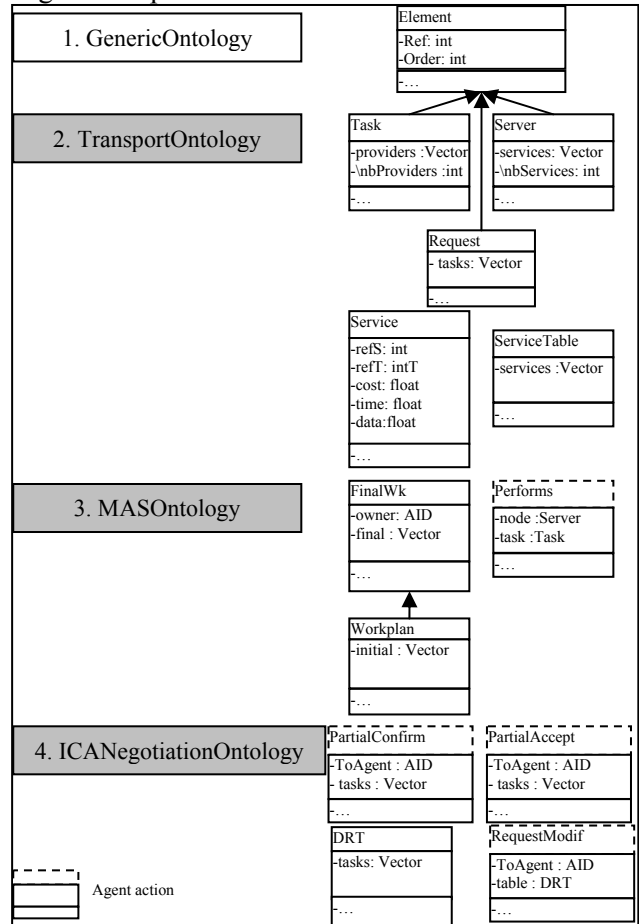 1. GenericOntology
Element
-Ref: int
-Order: int
-…
2. TransportOntology
Task
-providers :Vector
-\nbProviders :int
-…
Server
-services: Vector
-\nbServices: int
-…
Request
- tasks: Vector
-…
Service
-refS: int
-refT: intT
-cost: float
-time: float
-data:float
-…
ServiceTable
-services :Vector
-…
3. MASOntology
FinalWk
-owner: AID
-final : Vector
-…
Performs
-node :Server
-task :Task
-…
Workplan
-initial : Vector
-…
4. ICANegotiationOntology
PartialConfirm
-ToAgent : AID
- tasks : Vector
-…
PartialAccept
-ToAgent : AID
- tasks : Vector
-…
DRT
-tasks: Vector
-…
RequestModif
-ToAgent : AID
-table : DRT
-…
Agent action